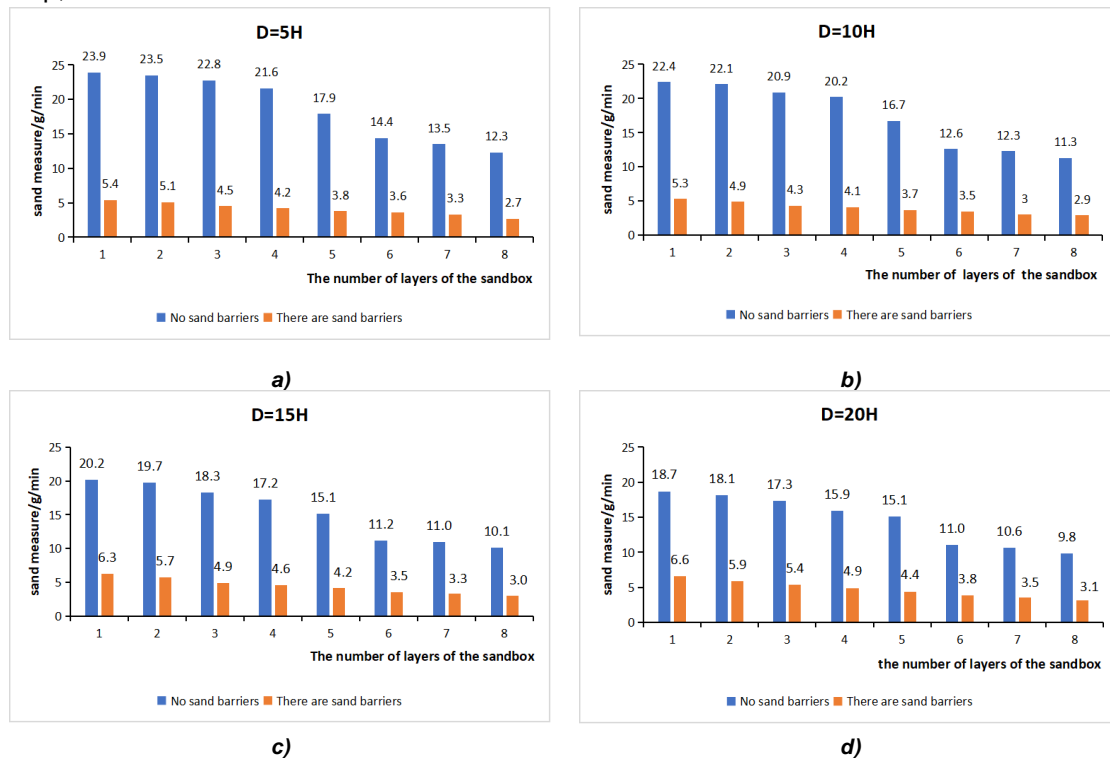 D=5H
23.9 23.5 22.8 21.6 17.9 14.4 13.5 12.3
5.4 5.1 4.5 4.2 3.8 3.6 3.3 2.7
25
20
15
10
5
0
sand measure/g/min
1 2 3 4 5 6 7 8
The number of layers of the sandbox
No sand barriers There are sand barriers
a)
D=10H
22.4 22.1 20.9 20.2 16.7 12.6 12.3 11.3
5.3 4.9 4.3 4.1 3.7 3.5 3 2.9
25
20
15
10
5
0
sand measure/g/min
1 2 3 4 5 6 7 8
The number of layers of the sandbox
No sand barriers There are sand barriers
b)
D=15H
20.2 19.7 18.3 17.2 15.1 11.2 11.0 10.1
6.3 5.7 4.9 4.6 4.2 3.5 3.3 3.0
25
20
15
10
5
0
sand measure/g/min
1 2 3 4 5 6 7 8
The number of layers of the sandbox
No sand barriers There are sand barriers
c)
D=20H
18.7 18.1 17.3 15.9 15.1 11.0 10.6 9.8
6.6 5.9 5.4 4.9 4.4 3.8 3.5 3.1
25
20
15
10
5
0
sand masure/g/min
1 2 3 4 5 6 7 8
the number of layers of the sandbox
No sand barriers There are sand barriers
d)